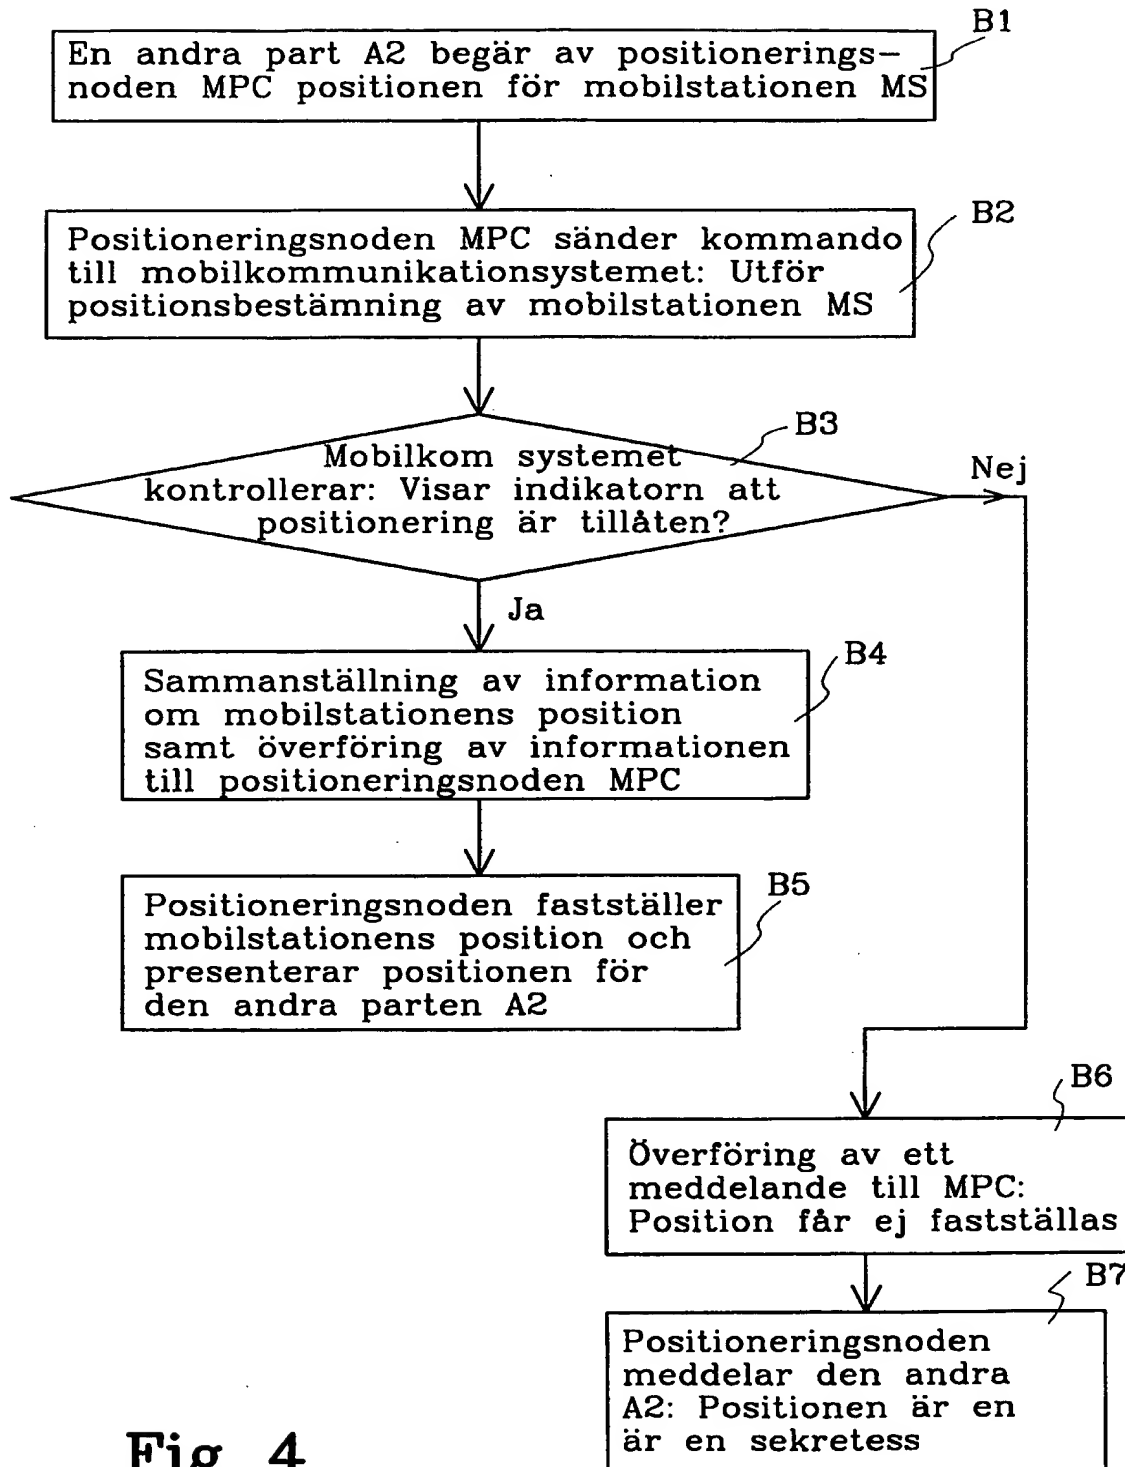 B1
En andra part A2 begär av positionerings-
noden MPC positionen för mobilstationen MS
B2
Positioneringsnoden MPC sänder kommando
till mobilkommunikationsystemet: Utför
positionsbestämning av mobilstationen MS
B3
Mobilkom systemet
kontrollerar: Visar indikatorn att
positionering är tillåten?
Nej
Ja
B4
Sammanställning av information
om mobilstationens position
samt överföring av informationen
till positioneringsnoden MPC
B5
Positioneringsnoden fastställer
mobilstationens position och
presenterar positionen för
den andra parten A2
B6
Överföring av ett
meddelande till MPC:
Position får ej fastställas
B7
Positioneringsnoden
meddelar den andra
A2: Positionen är en
är en sekretess
Fig 4